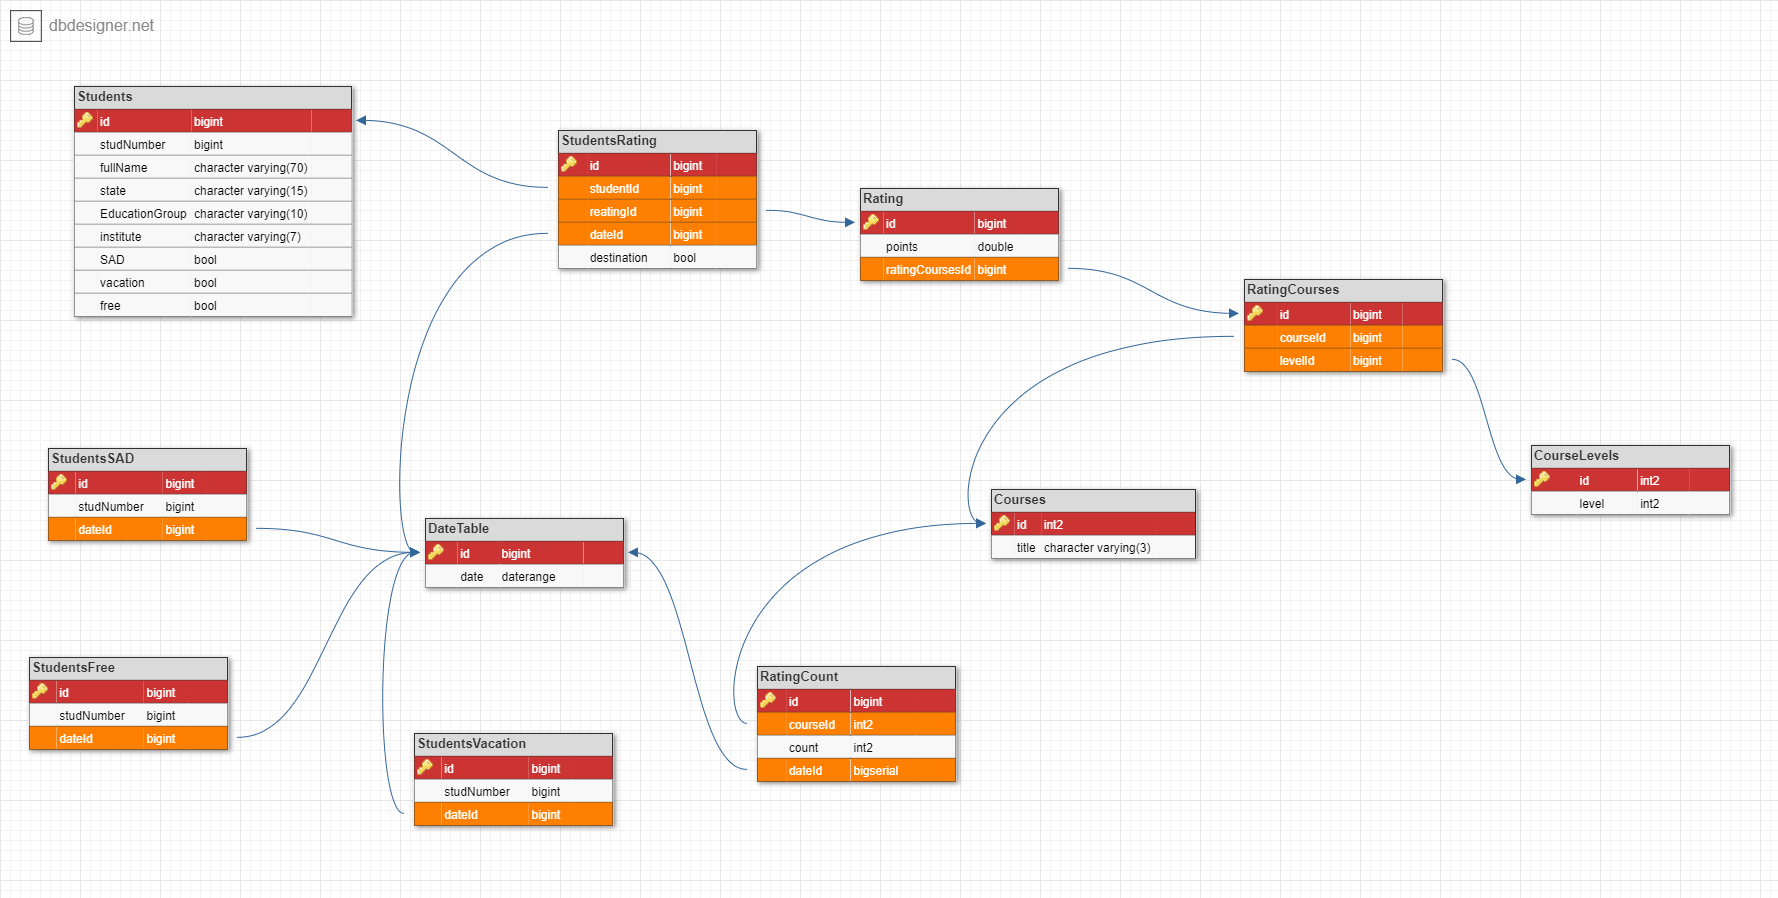 dbdesigner.net
Students
id bigint
studNumber bigint
fullName character varying(70)
state character varying(15)
EducationGroup character varying(10)
institute character varying(7)
SAD bool
vacation bool
free bool
StudentsRating
id bigint
studentId bigint
reatingId bigint
dateId bigint
destination bool
Rating
id bigint
points double
ratingCoursesId bigint
RatingCourses
id bigint
courseId bigint
levelId bigint
StudentsSAD
id bigint
studNumber bigint
dateId bigint
DateTable
id bigint
date daterange
Courses
id int2
title character varying(3)
CourseLevels
id int2
level int2
StudentsFree
id bigint
studNumber bigint
dateId bigint
StudentsVacation
id bigint
studNumber bigint
dateId bigint
RatingCount
id bigint
courseId int2
count int2
dateId bigserial